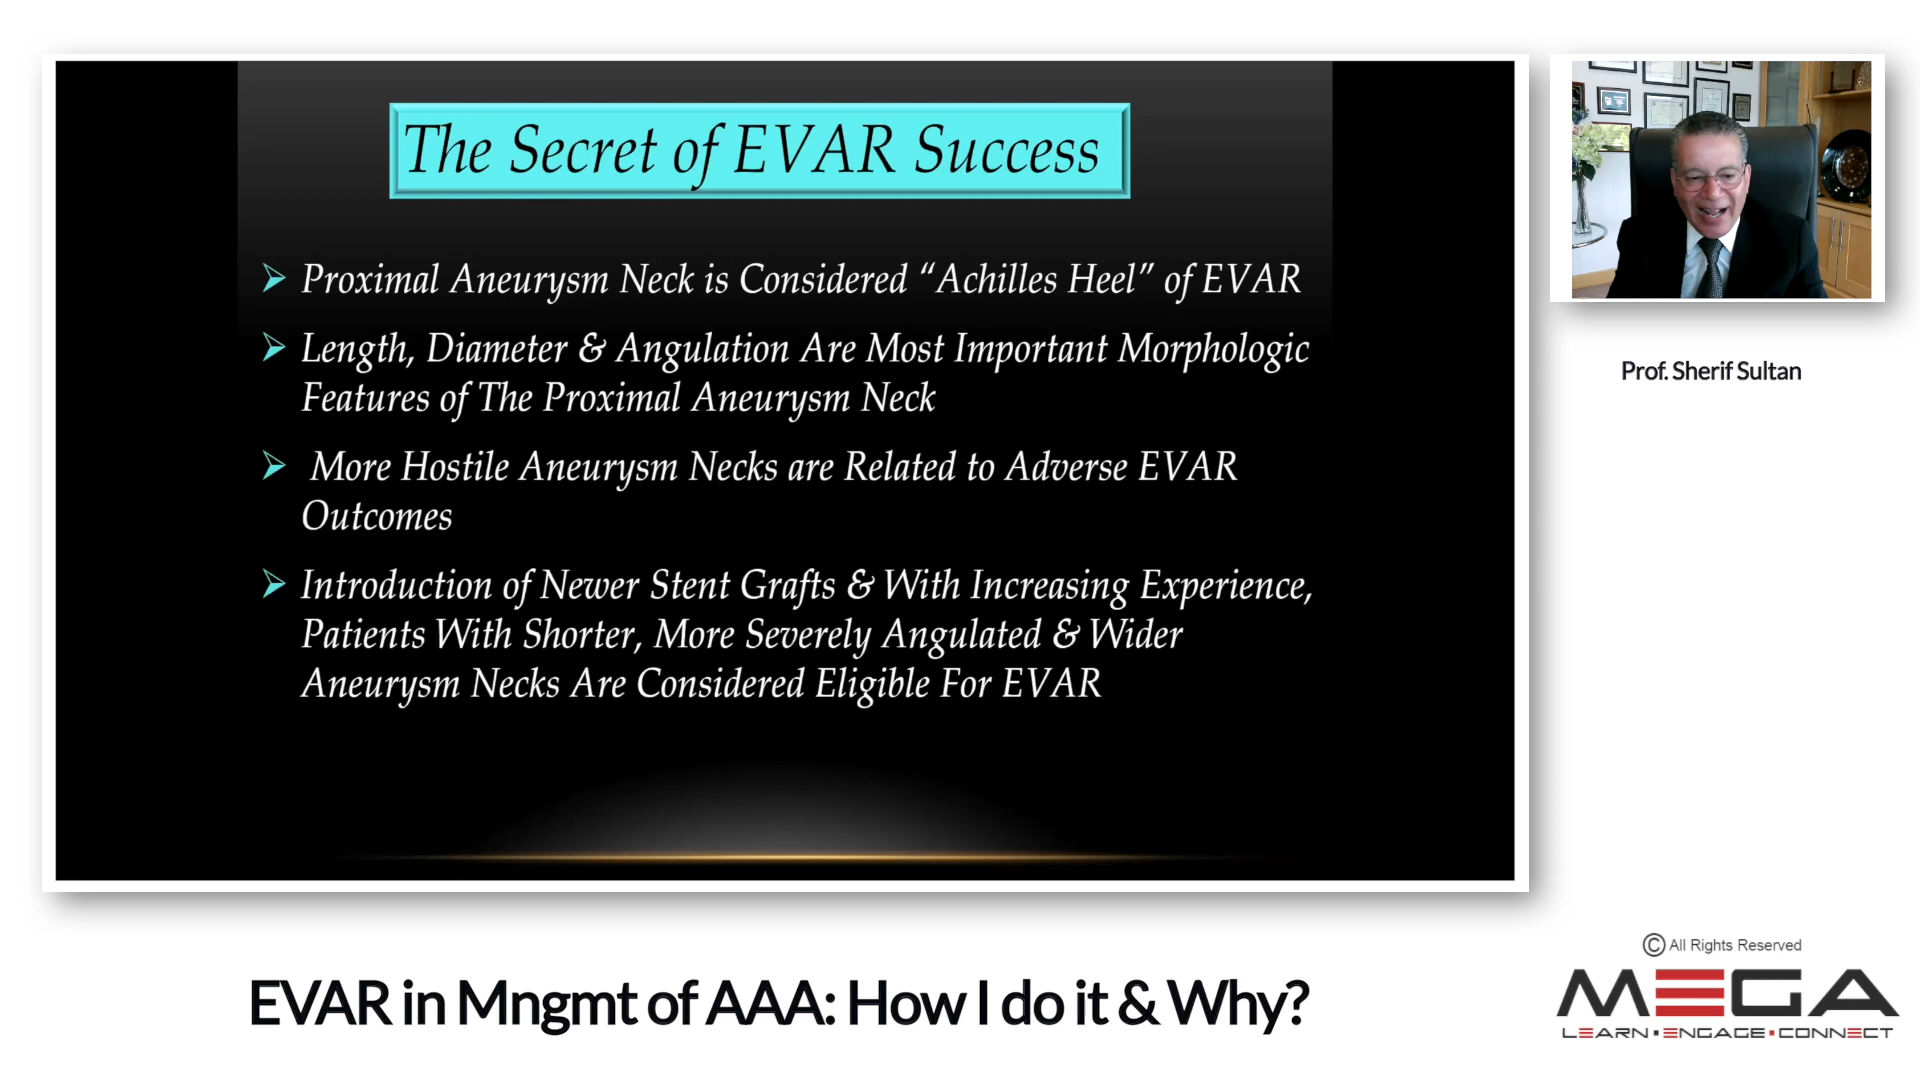 The Secret of EVAR Success
Proximal Aneurysm Neck is Considered “Achilles Heel” of EVAR
Length, Diameter & Angulation Are Most Important Morphologic
Features of The Proximal Aneurysm Neck
More Hostile Aneurysm Necks are Related to Adverse EVAR
Outcomes
Introduction of Newer Stent Grafts & With Increasing Experience,
Patients With Shorter, More Severely Angulated & Wider
Aneurysm Necks Are Considered Eligible For EVAR
Prof. Sherif Sultan
© All Rights Reserved
MEGA
LEARN▪ENGAGE▪CONNECT
EVAR in Mngmt of AAA: How I do it & Why?